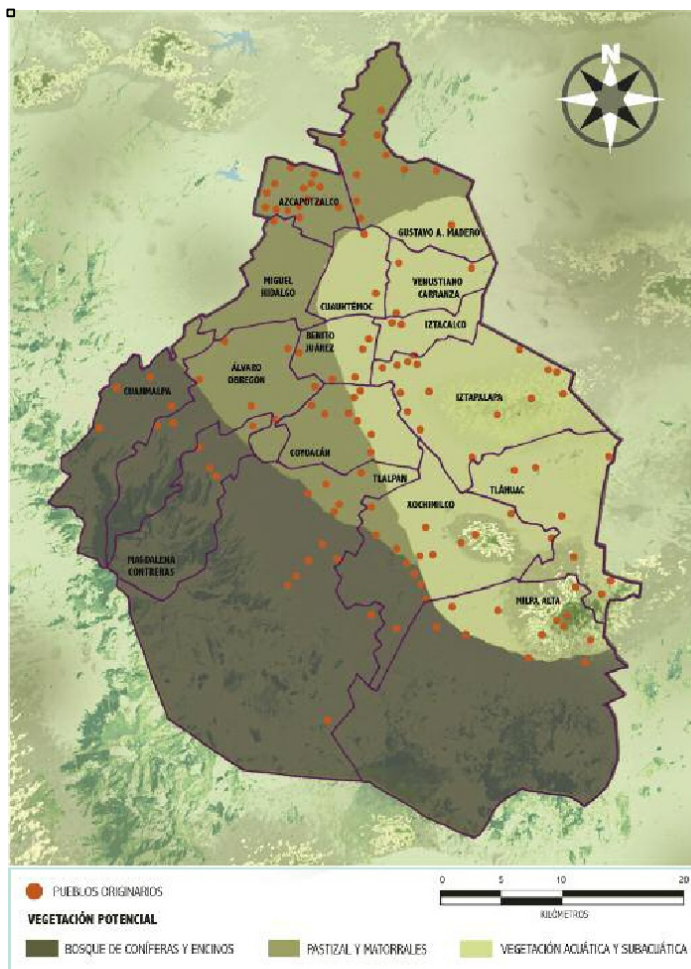 N
AZCAPOTZALCO
GUSTAVO A. MADERO
MIGUEL
HIDALGO
CUAUHTÉMOC
VENUSTIANO
CARRANZA
IZTACALCO
BENITO
JUÁREZ
CUAJIMALPA
ÁLVARO
OBREGÓN
IZTAPALAPA
COYOACÁN
TLALPAN
TLÁHUAC
XOCHIMILCO
MAGDALENA
CONTRERAS
MILPA ALTA
PUEBLOS ORIGINARIOS
0 5 10 20
KILÓMETROS
VEGETACIÓN POTENCIAL
BOSQUE DE CONÍFERAS Y ENCINOS PASTIZAL Y MATORRALES VEGETACIÓN ACUÁTICA Y SUBACUÁTICA